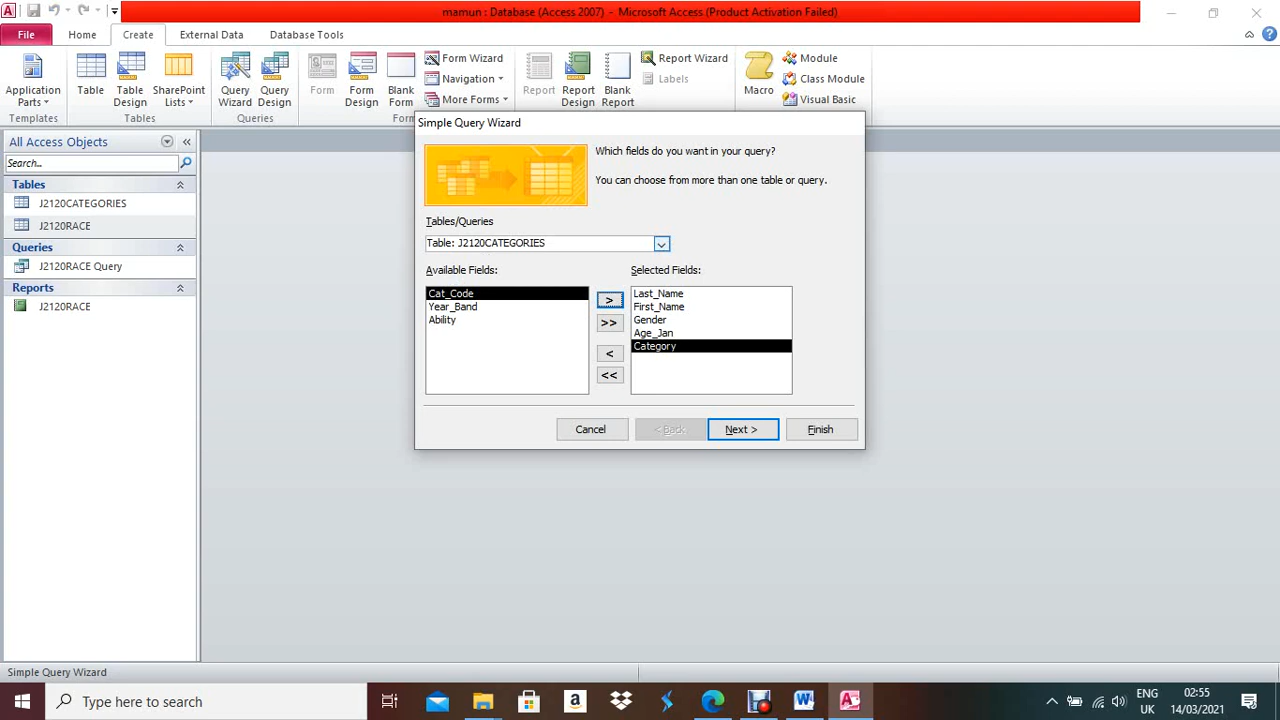 mamun : Database (Access 2007) - Microsoft Access (Product Activation Failed)
File Home Create External Data Database Tools
Application Parts
Templates
Table
Table Design
SharePoint Lists
Tables
Query Wizard
Query Design
Queries
Form
Form Design
Blank Form
Form Wizard
Navigation
More Forms
Report
Report Design
Blank Report
Report Wizard
Labels
Macro
Module
Class Module
Visual Basic
All Access Objects
Search...
Tables
J2120CATEGORIES
J2120RACE
Queries
J2120RACE Query
Reports
J2120RACE
Simple Query Wizard
Which fields do you want in your query?
You can choose from more than one table or query.
Tables/Queries
Table: J2120CATEGORIES
Available Fields:
Cat_Code
Year_Band
Ability
>
>>
<
<<
Selected Fields:
Last_Name
First_Name
Gender
Age_Jan
Category
Cancel < Back Next > Finish
Simple Query Wizard
Type here to search
ENG
UK
02:55
14/03/2021